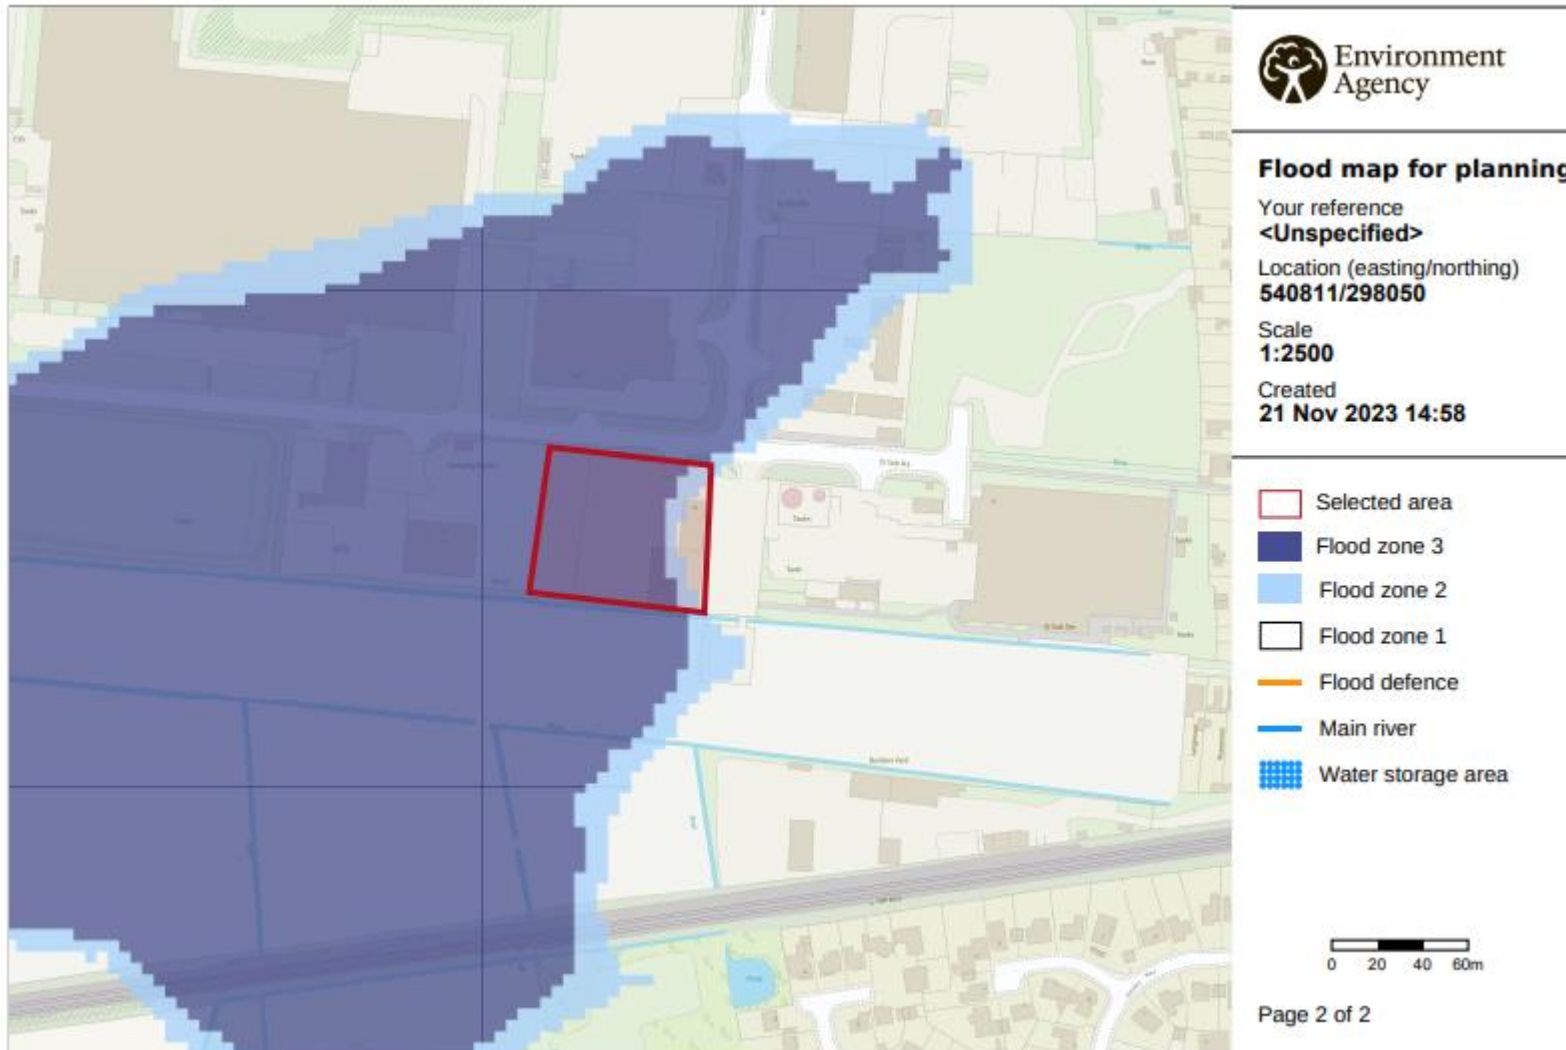 Environment
Agency
Flood map for planning
Your reference
<Unspecified>
Location (easting/northing)
540811/298050
Scale
1:2500
Created
21 Nov 2023 14:58
Selected area
Flood zone 3
Flood zone 2
Flood zone 1
Flood defence
Main river
Water storage area
0 20 40 60m
Page 2 of 2